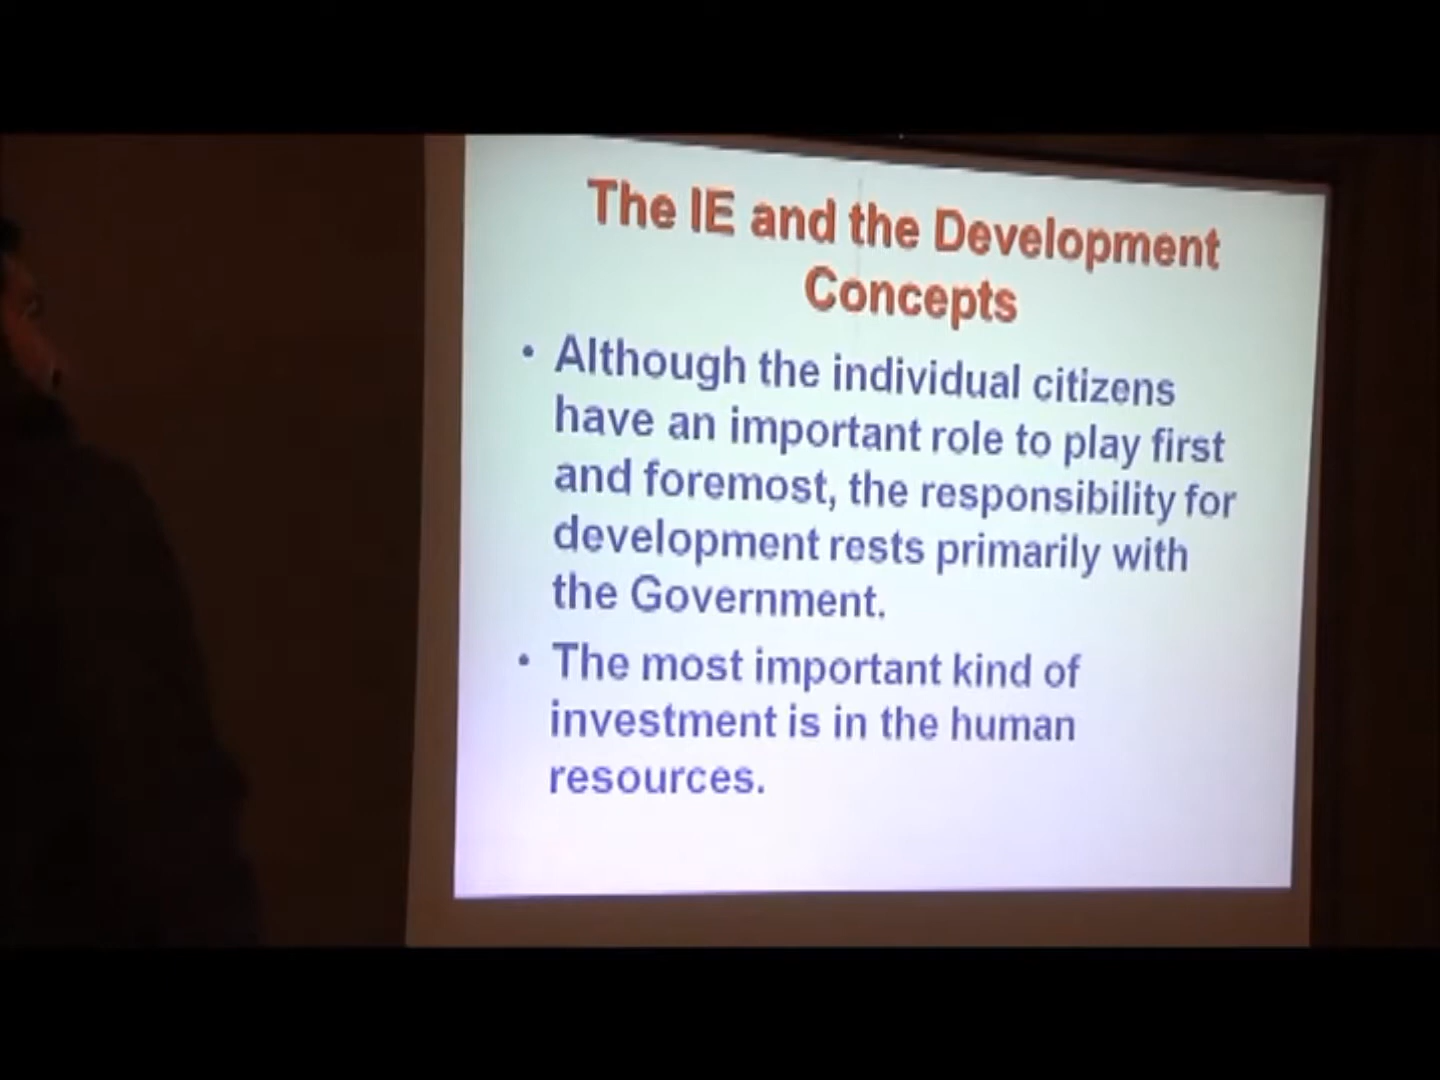 The IE and the Development
Concepts
• Although the individual citizens
have an important role to play first
and foremost, the responsibility for
development rests primarily with
the Government.
• The most important kind of
investment is in the human
resources.